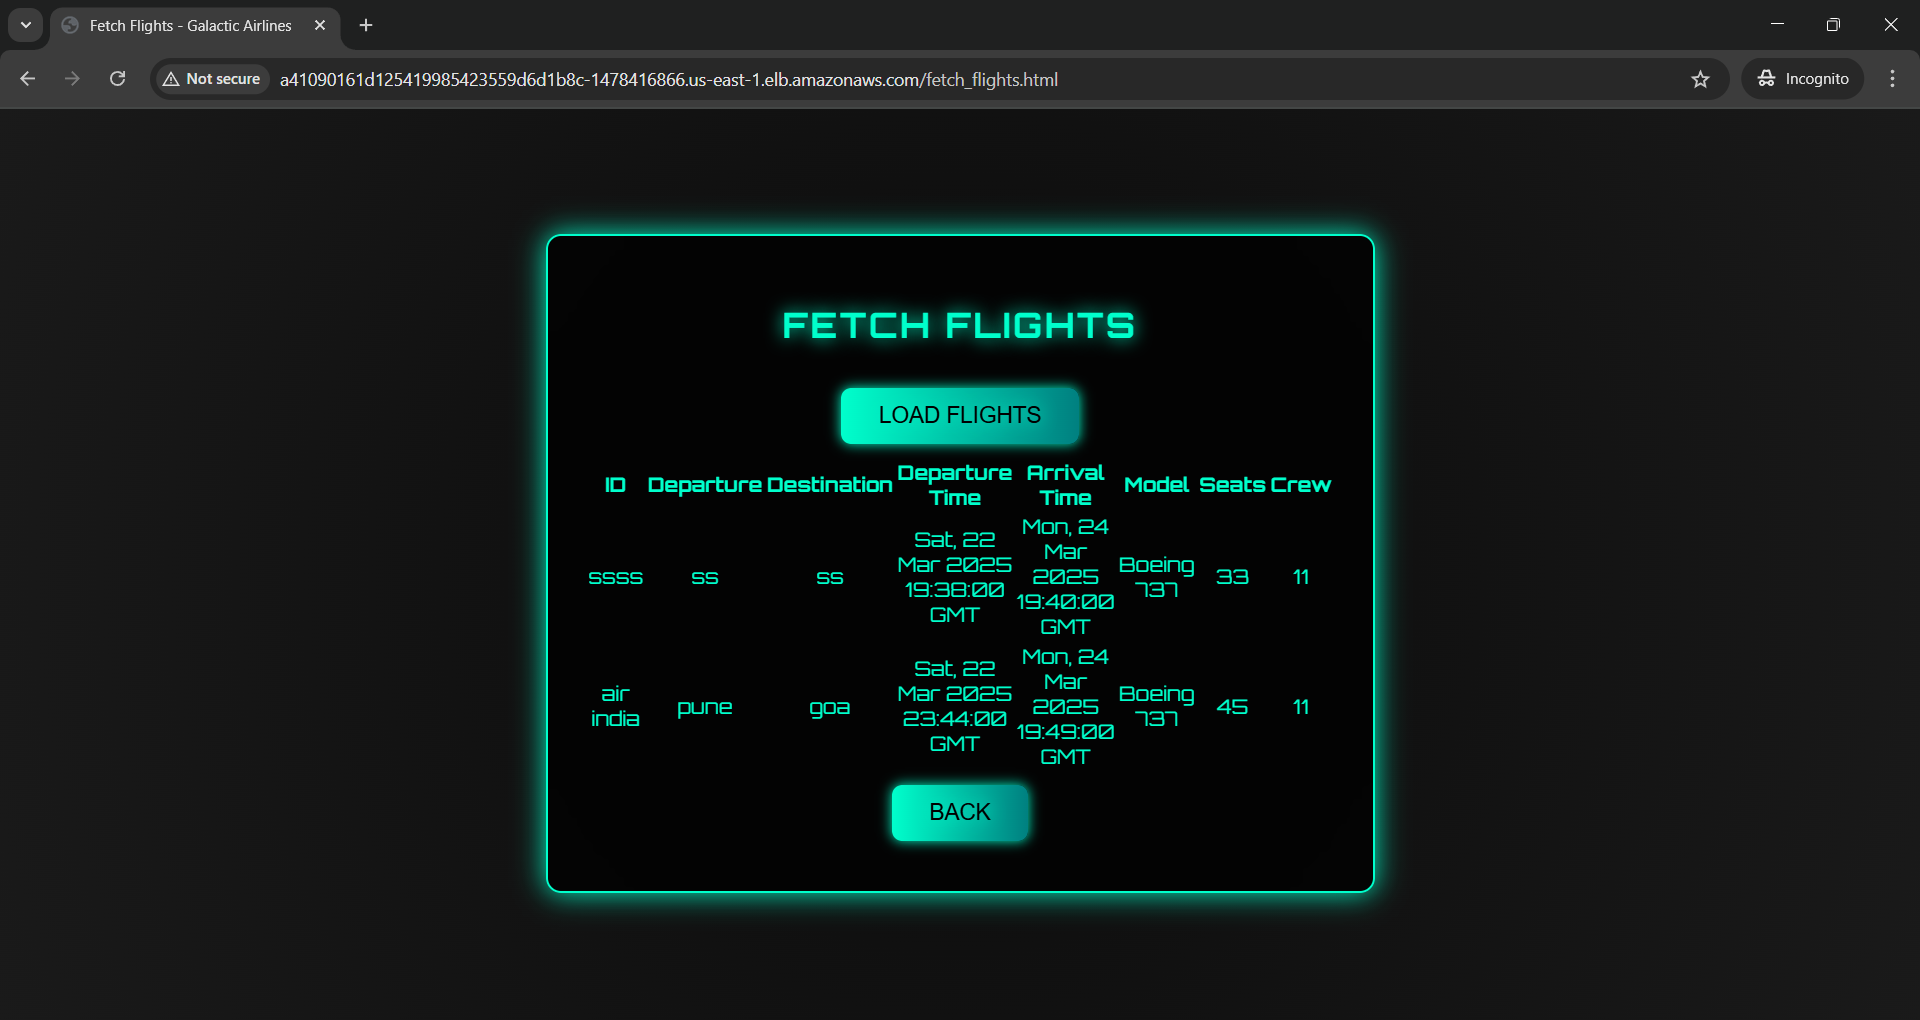 Fetch Flights - Galactic Airlines
Not secure
a41090161d125419985423559d6d1b8c-1478416866.us-east-1.elb.amazonaws.com/fetch_flights.html
Incognito
FETCH FLIGHTS
LOAD FLIGHTS
ID Departure Destination Departure Time Arrival Time Model Seats Crew
ssss ss ss Sat, 22 Mar 2025 19:38:00 GMT Mon, 24 Mar 2025 19:40:00 GMT Boeing 737 33 11
air india pune goa Sat, 22 Mar 2025 23:44:00 GMT Mon, 24 Mar 2025 19:49:00 GMT Boeing 737 45 11
BACK